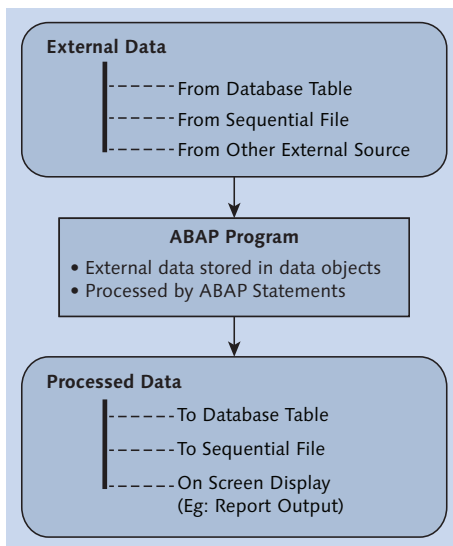 External Data
From Database Table
From Sequential File
From Other External Source
ABAP Program
• External data stored in data objects
• Processed by ABAP Statements
Processed Data
To Database Table
To Sequential File
On Screen Display
(Eg: Report Output)